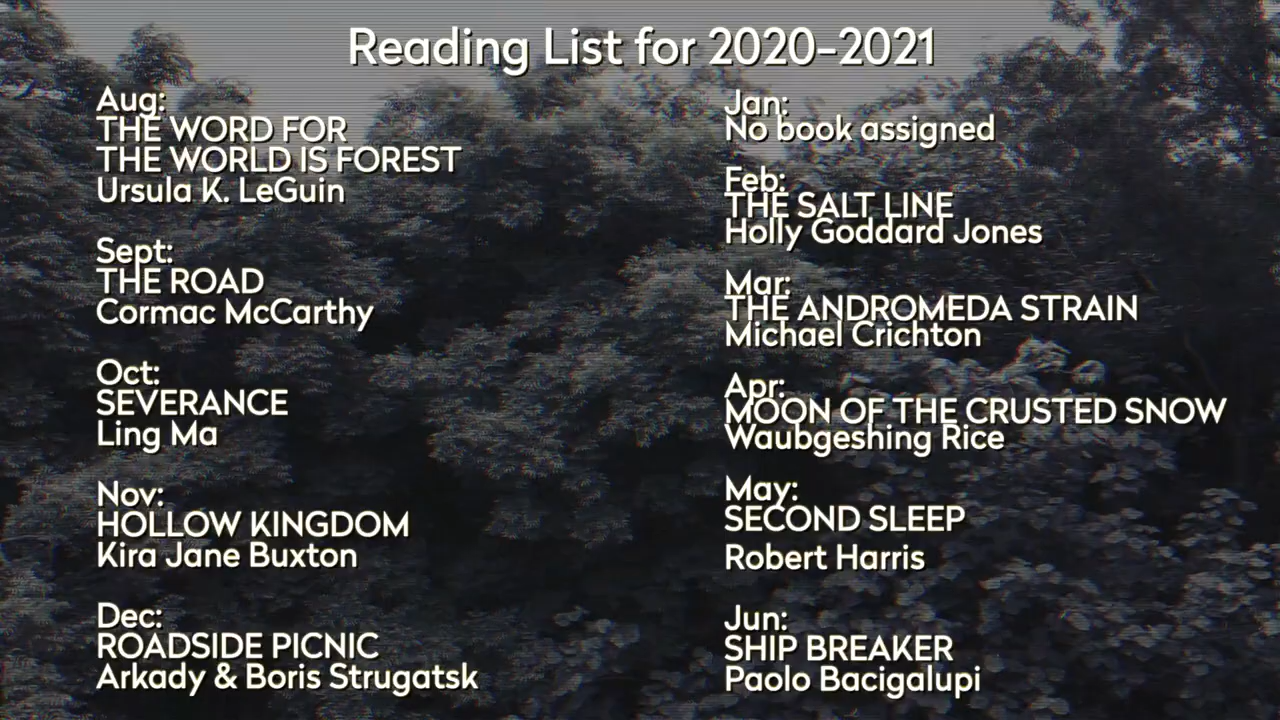 Reading List for 2020-2021
Aug:
THE WORD FOR
THE WORLD IS FOREST
Ursula K. LeGuin
Sept:
THE ROAD
Cormac McCarthy
Oct:
SEVERANCE
Ling Ma
Nov:
HOLLOW KINGDOM
Kira Jane Buxton
Dec:
ROADSIDE PICNIC
Arkady & Boris Strugatsk
Jan:
No book assigned
Feb:
THE SALT LINE
Holly Goddard Jones
Mar:
THE ANDROMEDA STRAIN
Michael Crichton
Apr:
MOON OF THE CRUSTED SNOW
Waubgeshing Rice
May:
SECOND SLEEP
Robert Harris
Jun:
SHIP BREAKER
Paolo Bacigalupi